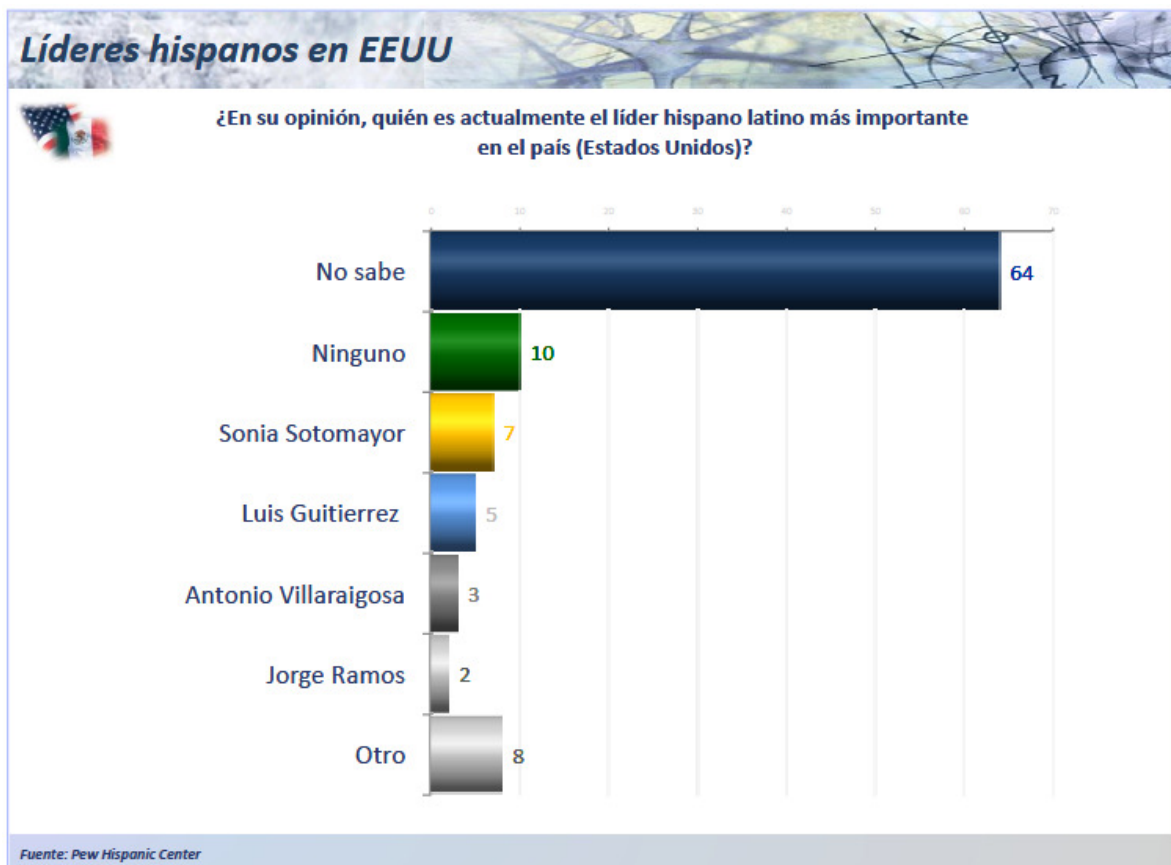 Líderes hispanos en EEUU
¿En su opinión, quién es actualmente el líder hispano latino más importante
en el país (Estados Unidos)?
0 10 20 30 40 50 60 70
No sabe 64
Ninguno 10
Sonia Sotomayor 7
Luis Guitierrez 5
Antonio Villaraigosa 3
Jorge Ramos 2
Otro 8
Fuente: Pew Hispanic Center